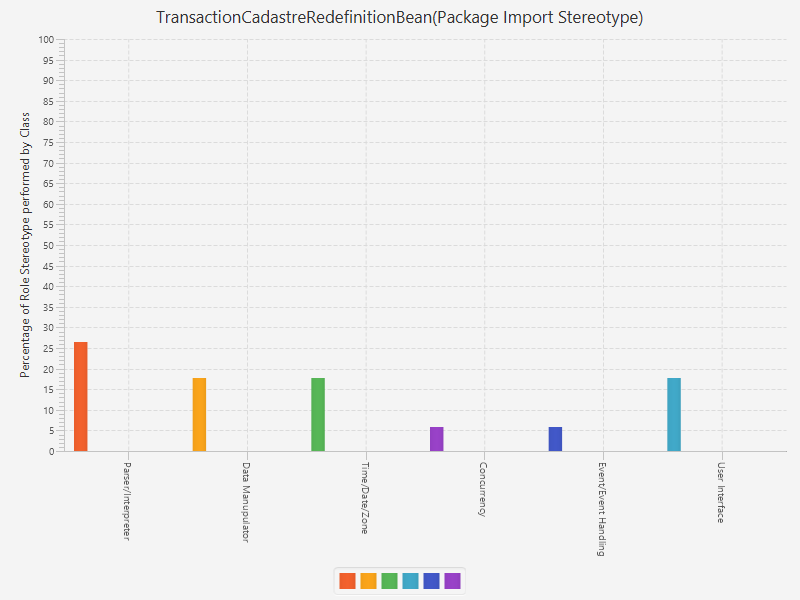 TransactionCadastreRedefinitionBean(Package Import Stereotype)
Percentage of Role Stereotype performed by Class
100
95
90
85
80
75
70
65
60
55
50
45
40
35
30
25
20
15
10
5
0
Parser/Interpreter
Data Manupulator
Time/Date/Zone
Concurrency
Event/Event Handling
User Interface